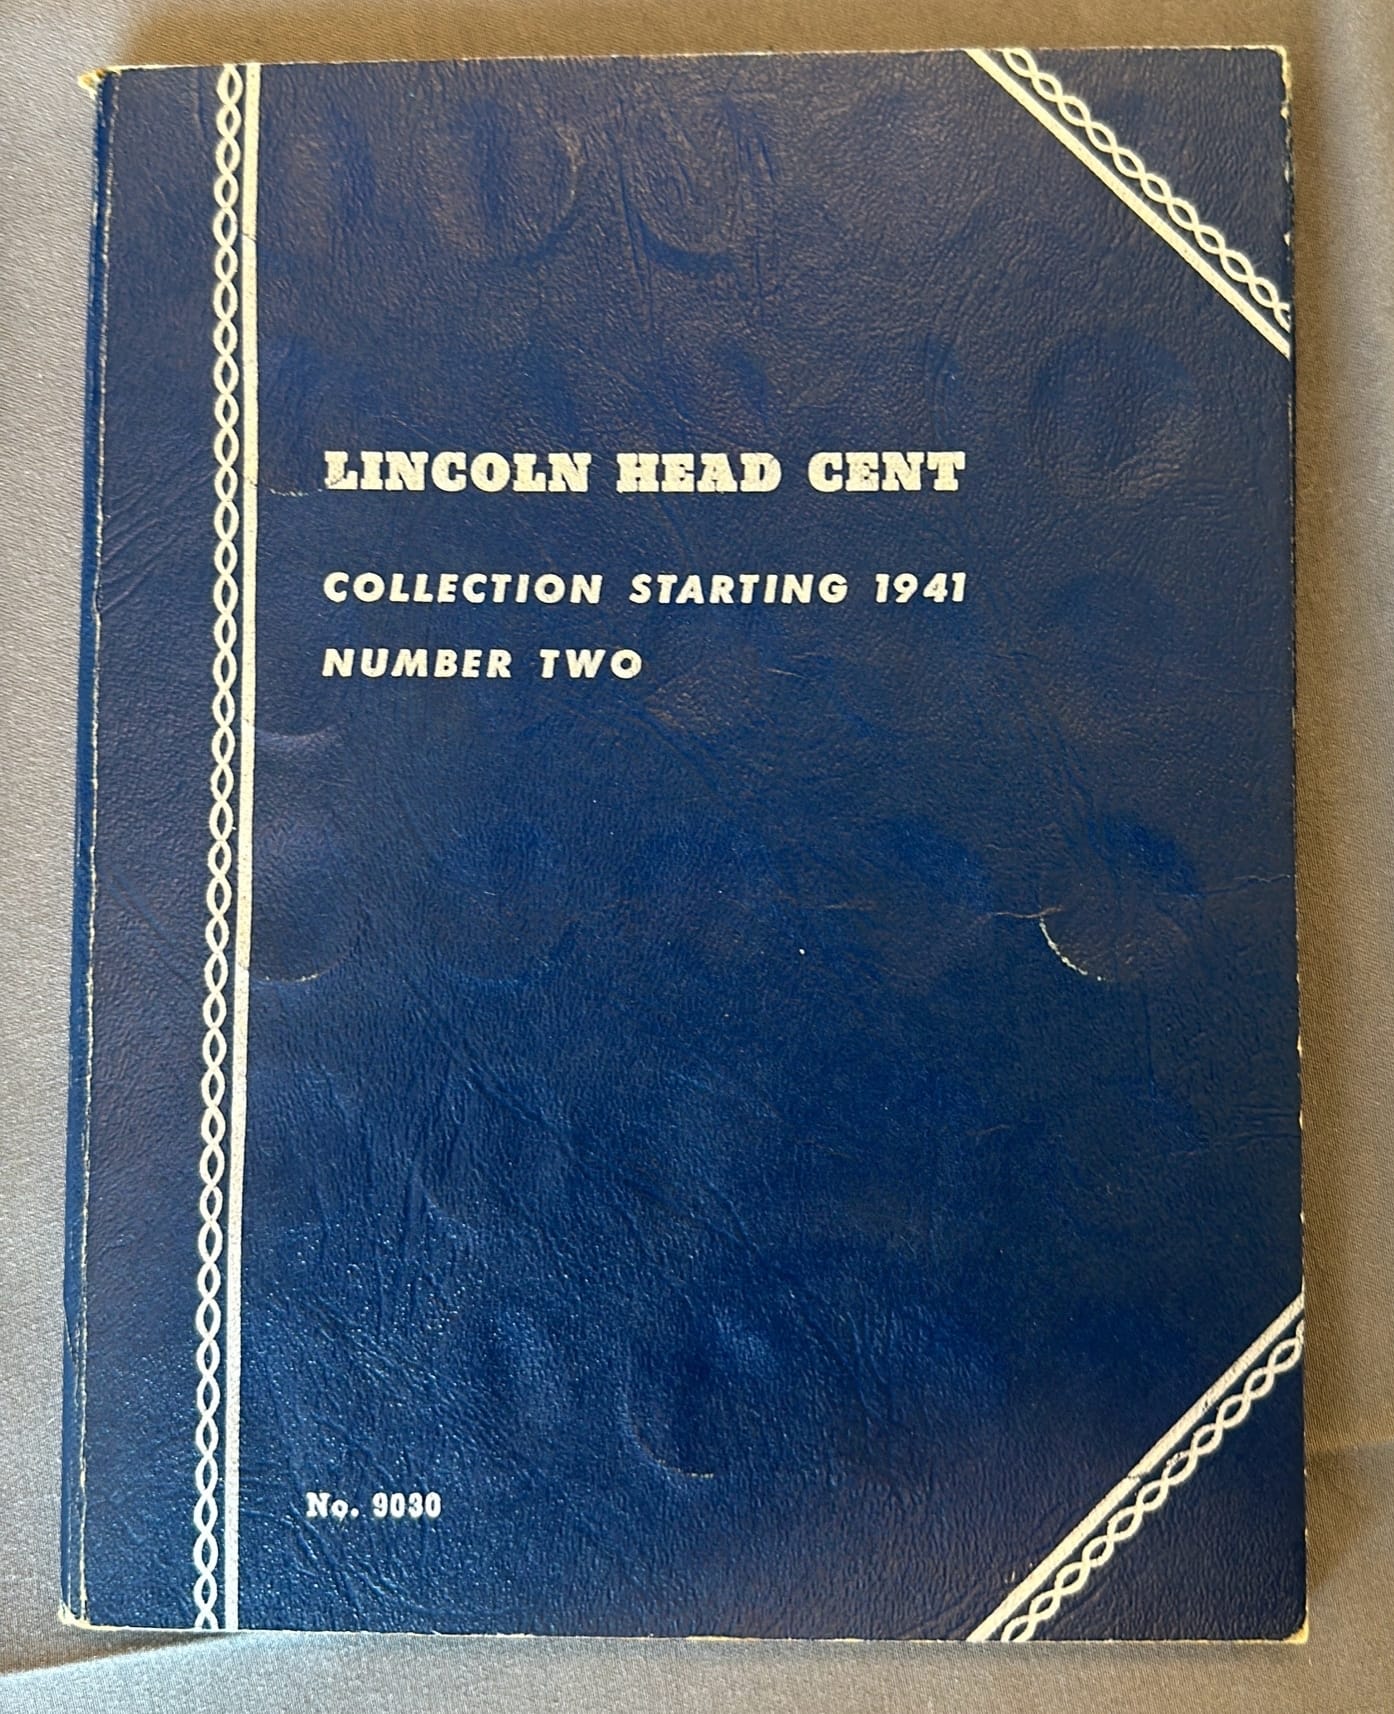 LINCOLN HEAD CENT
COLLECTION STARTING 1941
NUMBER TWO
No. 9030